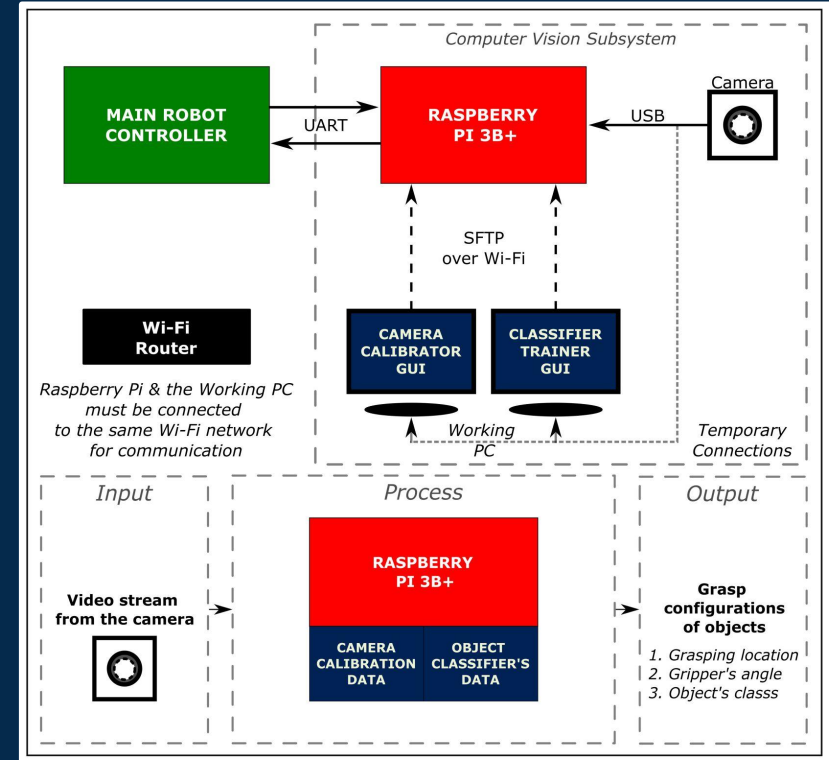 Computer Vision Subsystem
MAIN ROBOT
CONTROLLER
UART
RASPBERRY
PI 3B+
USB
Camera
SFTP
over Wi-Fi
Wi-Fi
Router
CAMERA
CALIBRATOR
GUI
CLASSIFIER
TRAINER
GUI
Raspberry Pi & the Working PC
must be connected
to the same Wi-Fi network
for communication
Working
PC
Temporary
Connections
Input
Video stream
from the camera
Process
RASPBERRY
PI 3B+
CAMERA
CALIBRATION
DATA
OBJECT
CLASSIFIER'S
DATA
Output
Grasp
configurations
of objects
1. Grasping location
2. Gripper's angle
3. Object's classs